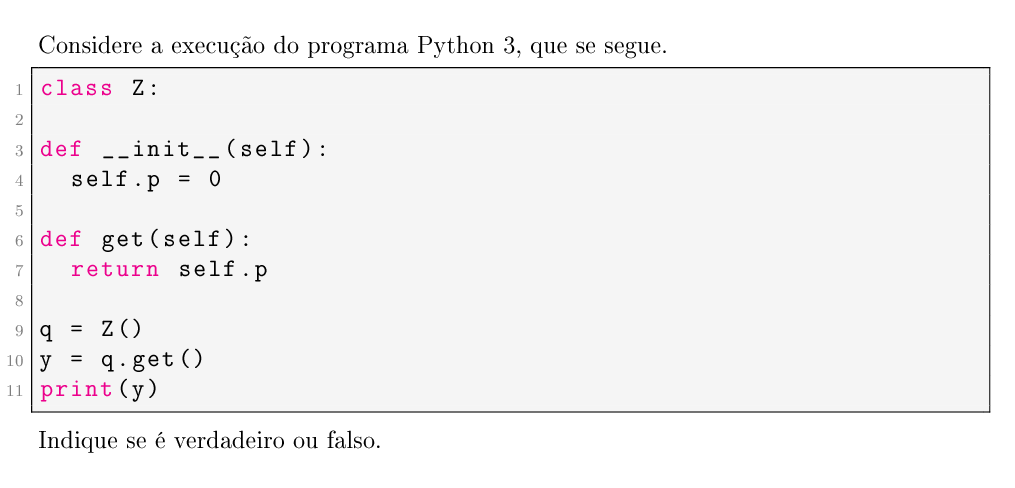 Considere a execução do programa Python 3, que se segue.
1 class Z:
2
3 def __init__(self):
4   self.p = 0
5
6 def get(self):
7   return self.p
8
9 q = Z()
10 y = q.get()
11 print(y)
Indique se é verdadeiro ou falso.